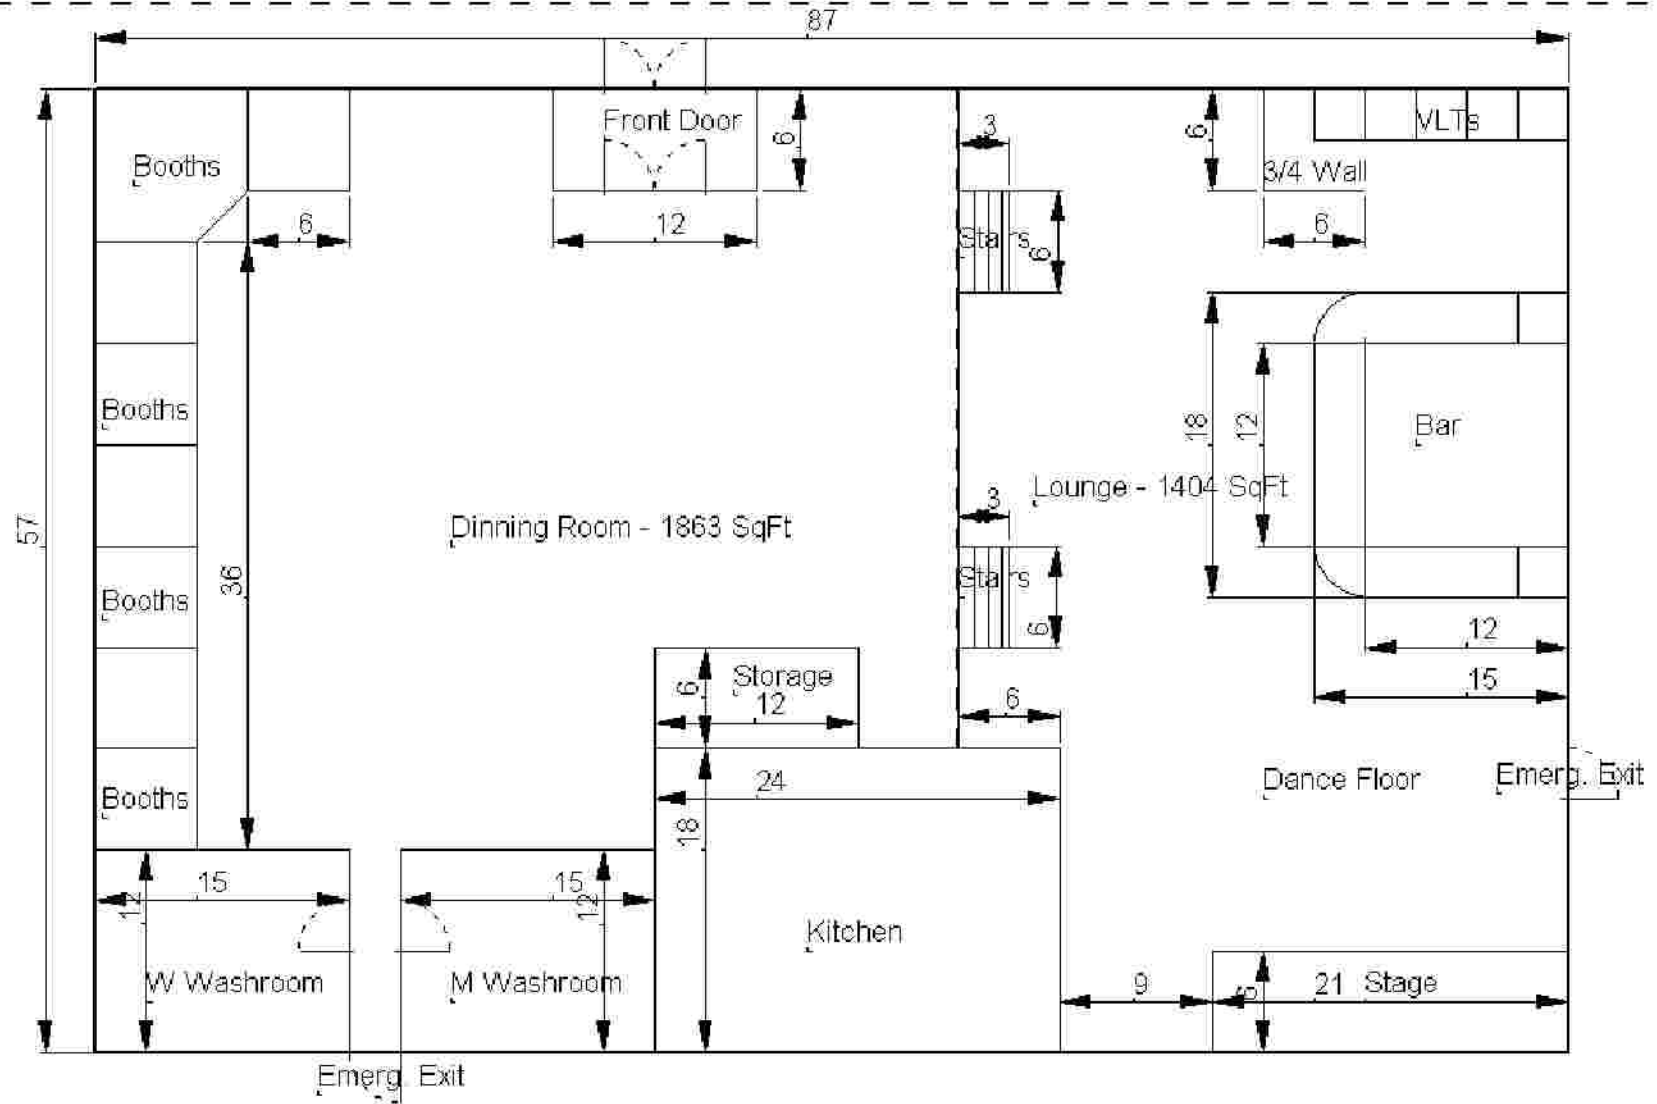 87
Front Door
VLTs
3
6
6
Booths
3/4 Wall
6
12
6
Stairs
6
Booths
18
12
Bar
Lounge - 1404 SqFt
3
57
Dinning Room - 1863 SqFt
36
Booths
Stairs
6
12
Storage
6
12
6
15
24
Dance Floor
Emerg. Exit
Booths
18
15
12
15
12
Kitchen
W Washroom
M Washroom
9
6
21
Stage
Emerg. Exit